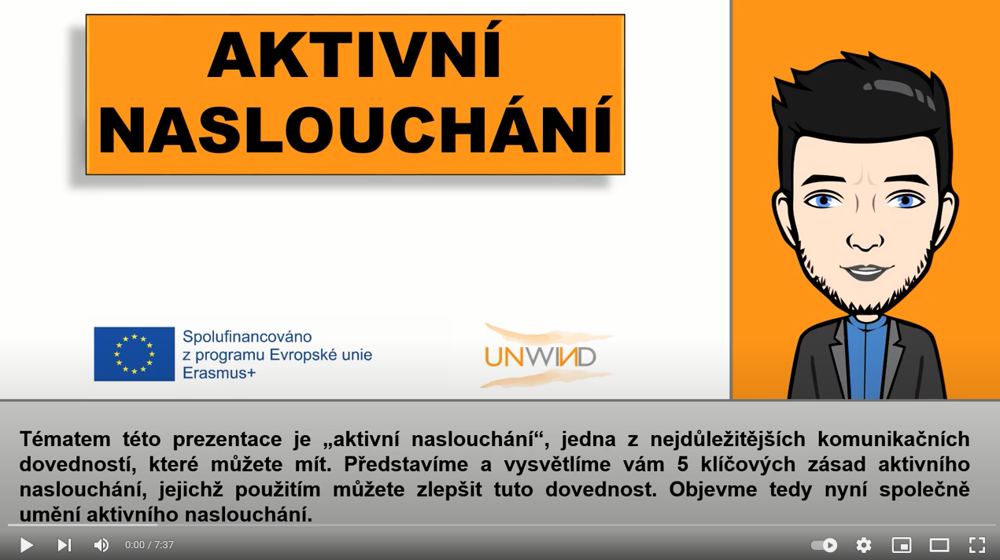 AKTIVNÍ
NASLOUCHÁNÍ
Spolufinancováno
z programu Evropské unie
Erasmus+
UNWIND
Tématem této prezentace je „aktivní naslouchání“, jedna z nejdůležitějších komunikačních
dovedností, které můžete mít. Představíme a vysvětlíme vám 5 klíčových zásad aktivního
naslouchání, jejichž použitím můžete zlepšit tuto dovednost. Objevme tedy nyní společně
umění aktivního naslouchání.
0:00 / 7:37